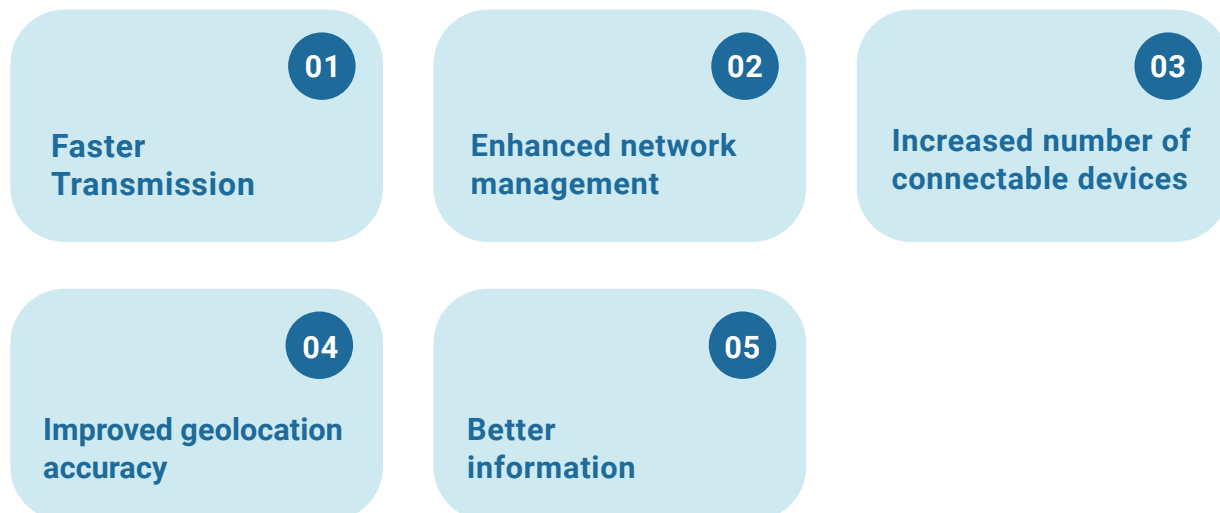 01
Faster
Transmission
02
Enhanced network
management
03
Increased number of
connectable devices
04
Improved geolocation
accuracy
05
Better
information